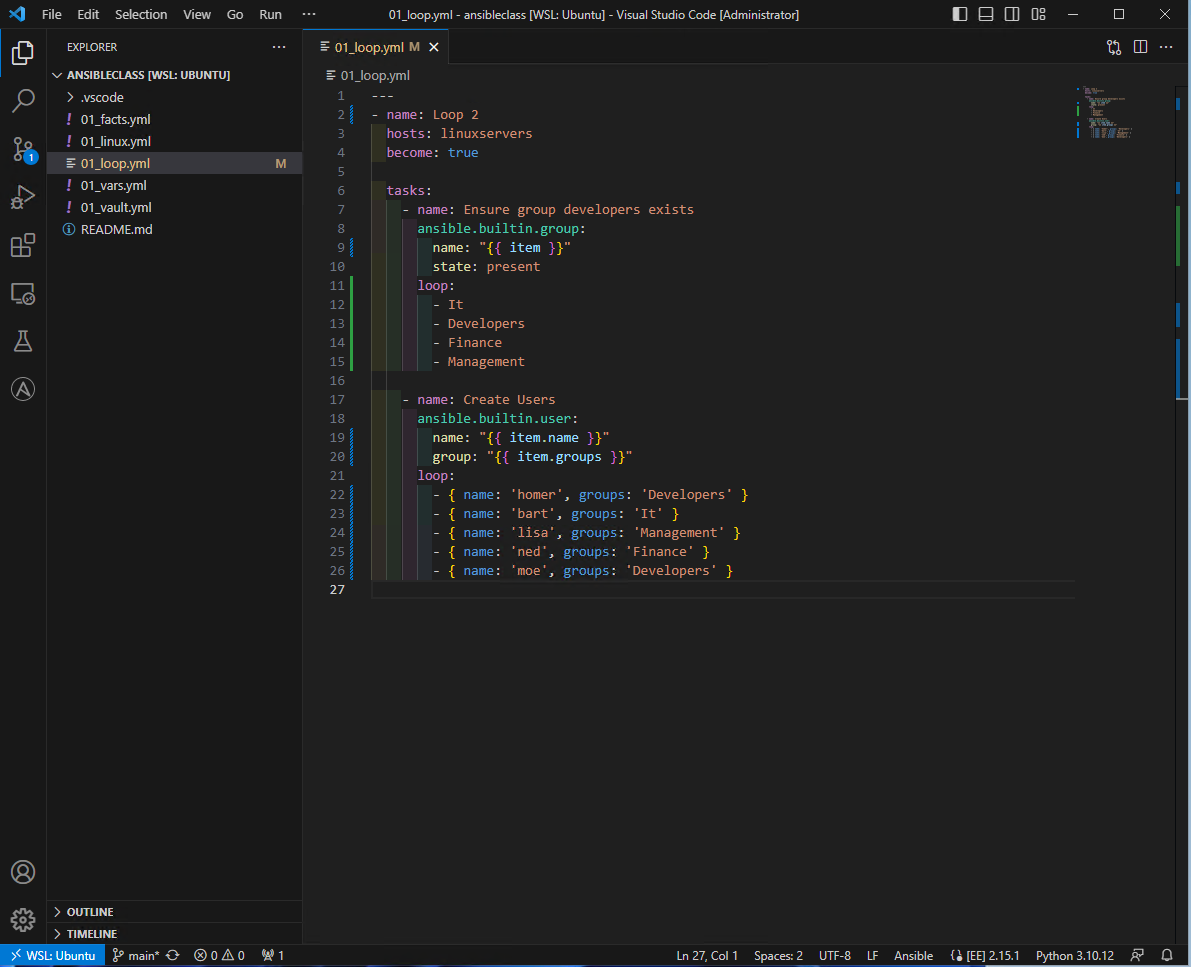 File Edit Selection View Go Run ··· 01_loop.yml - ansibleclass [WSL: Ubuntu] - Visual Studio Code [Administrator]
EXPLORER ···
ANSIBLECLASS [WSL: UBUNTU]
.vscode
! 01_facts.yml
! 01_linux.yml
01_loop.yml M
! 01_vars.yml
! 01_vault.yml
README.md
1
OUTLINE
TIMELINE
01_loop.yml M
01_loop.yml
1 ---
2 - name: Loop 2
3   hosts: linuxservers
4   become: true
5
6   tasks:
7     - name: Ensure group developers exists
8       ansible.builtin.group:
9         name: "{{ item }}"
10         state: present
11       loop:
12         - It
13         - Developers
14         - Finance
15         - Management
16
17     - name: Create Users
18       ansible.builtin.user:
19         name: "{{ item.name }}"
20         group: "{{ item.groups }}"
21       loop:
22         - { name: 'homer', groups: 'Developers' }
23         - { name: 'bart', groups: 'It' }
24         - { name: 'lisa', groups: 'Management' }
25         - { name: 'ned', groups: 'Finance' }
26         - { name: 'moe', groups: 'Developers' }
27
WSL: Ubuntu main* 0 0 1 Ln 27, Col 1 Spaces: 2 UTF-8 LF Ansible [EE] 2.15.1 Python 3.10.12